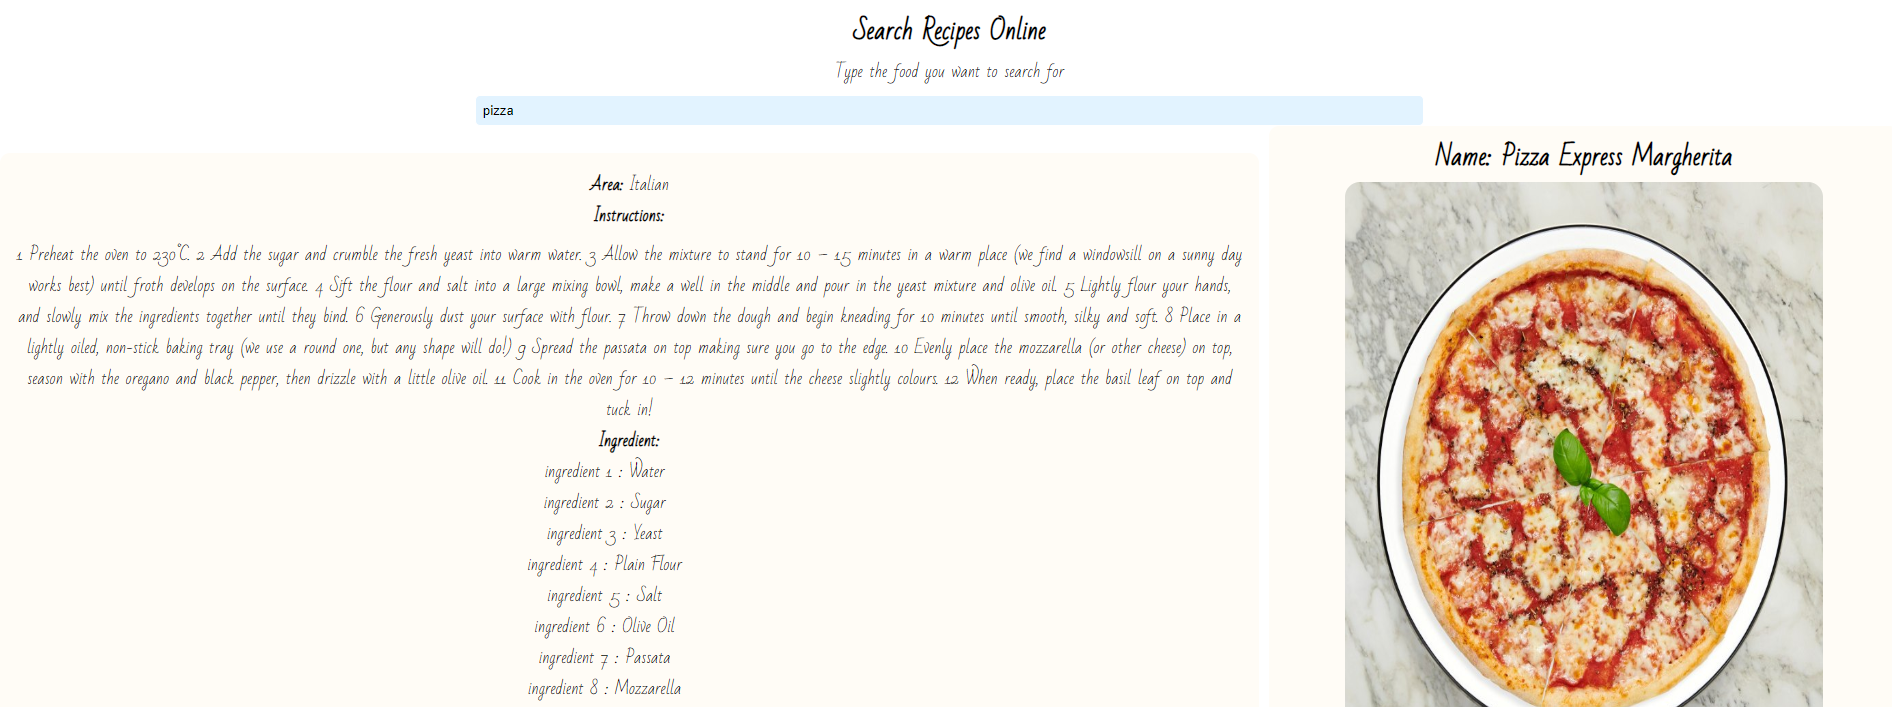 Search Recipes Online
Type the food you want to search for
pizza
Area: Italian
Instructions:
1 Preheat the oven to 230°C. 2 Add the sugar and crumble the fresh yeast into warm water. 3 Allow the mixture to stand for 10 – 15 minutes in a warm place (we find a windowsill on a sunny day
works best) until froth develops on the surface. 4 Sift the flour and salt into a large mixing bowl, make a well in the middle and pour in the yeast mixture and olive oil. 5 Lightly flour your hands,
and slowly mix the ingredients together until they bind. 6 Generously dust your surface with flour. 7 Throw down the dough and begin kneading for 10 minutes until smooth, silky and soft. 8 Place in a
lightly oiled, non-stick baking tray (we use a round one, but any shape will do!) 9 Spread the passata on top making sure you go to the edge. 10 Evenly place the mozzarella (or other cheese) on top,
season with the oregano and black pepper, then drizzle with a little olive oil. 11 Cook in the oven for 10 – 12 minutes until the cheese slightly colours. 12 When ready, place the basil leaf on top and
tuck in!
Ingredient:
ingredient 1 : Water
ingredient 2 : Sugar
ingredient 3 : Yeast
ingredient 4 : Plain Flour
ingredient 5 : Salt
ingredient 6 : Olive Oil
ingredient 7 : Passata
ingredient 8 : Mozzarella
Name: Pizza Express Margherita